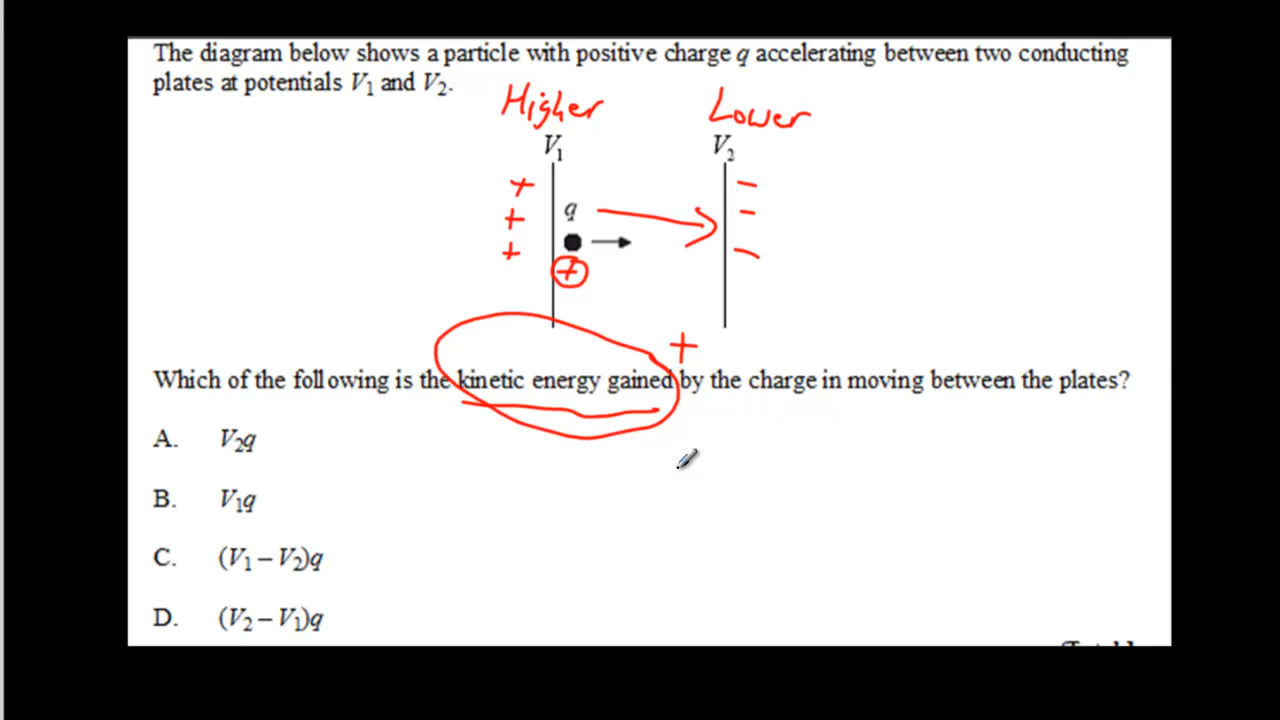 The diagram below shows a particle with positive charge q accelerating between two conducting
plates at potentials V₁ and V₂.
Higher Lower
V₁ V₂
+ −
+ q −
+ −
+
+
Which of the following is the kinetic energy gained by the charge in moving between the plates?
A. V₂q
B. V₁q
C. (V₁ – V₂)q
D. (V₂ – V₁)q